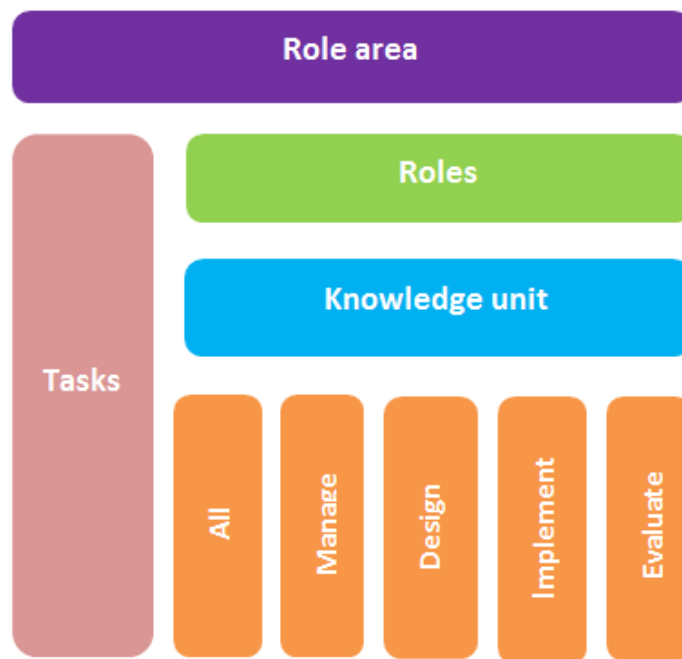 Role area
Roles
Knowledge unit
Tasks
All
Manage
Design
Implement
Evaluate